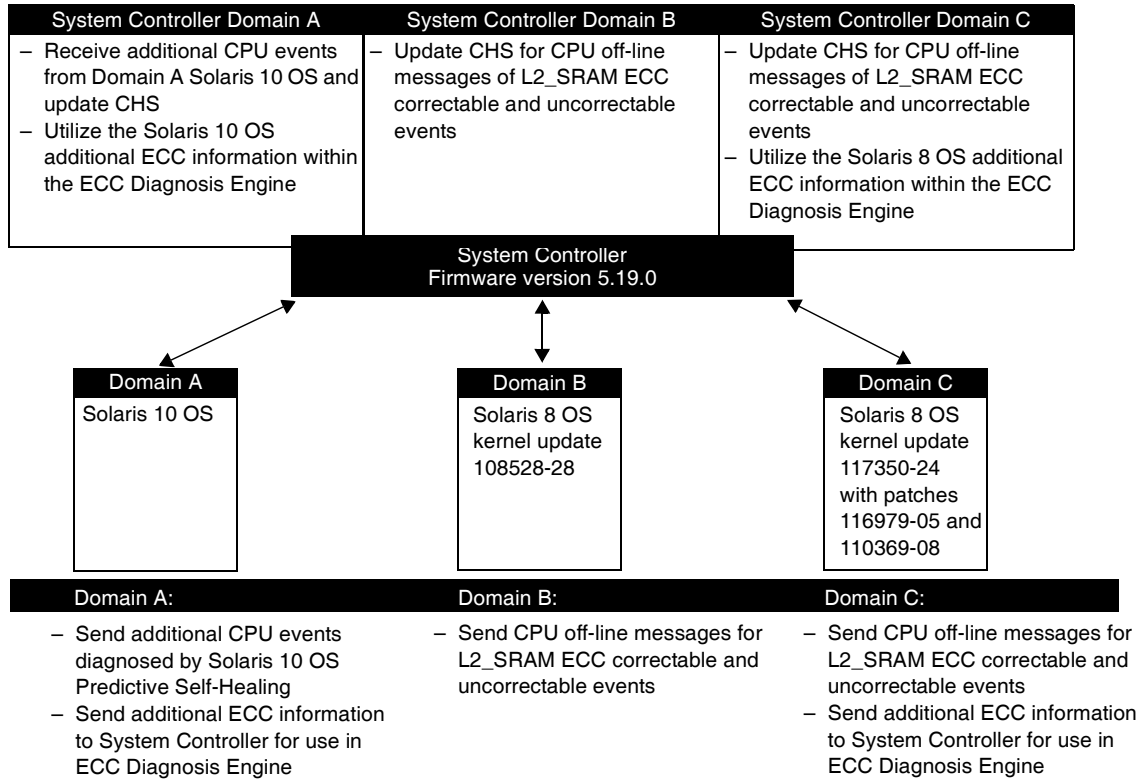 System Controller Domain A
– Receive additional CPU events
from Domain A Solaris 10 OS and
update CHS
– Utilize the Solaris 10 OS
additional ECC information within
the ECC Diagnosis Engine
System Controller Domain B
– Update CHS for CPU off-line
messages of L2_SRAM ECC
correctable and uncorrectable
events
System Controller Domain C
– Update CHS for CPU off-line
messages of L2_SRAM ECC
correctable and uncorrectable
events
– Utilize the Solaris 8 OS additional
ECC information within the ECC
Diagnosis Engine
System Controller
Firmware version 5.19.0
Domain A
Solaris 10 OS
Domain B
Solaris 8 OS
kernel update
108528-28
Domain C
Solaris 8 OS
kernel update
117350-24
with patches
116979-05 and
110369-08
Domain A:
– Send additional CPU events
diagnosed by Solaris 10 OS
Predictive Self-Healing
– Send additional ECC information
to System Controller for use in
ECC Diagnosis Engine
Domain B:
– Send CPU off-line messages for
L2_SRAM ECC correctable and
uncorrectable events
Domain C:
– Send CPU off-line messages for
L2_SRAM ECC correctable and
uncorrectable events
– Send additional ECC information
to System Controller for use in
ECC Diagnosis Engine